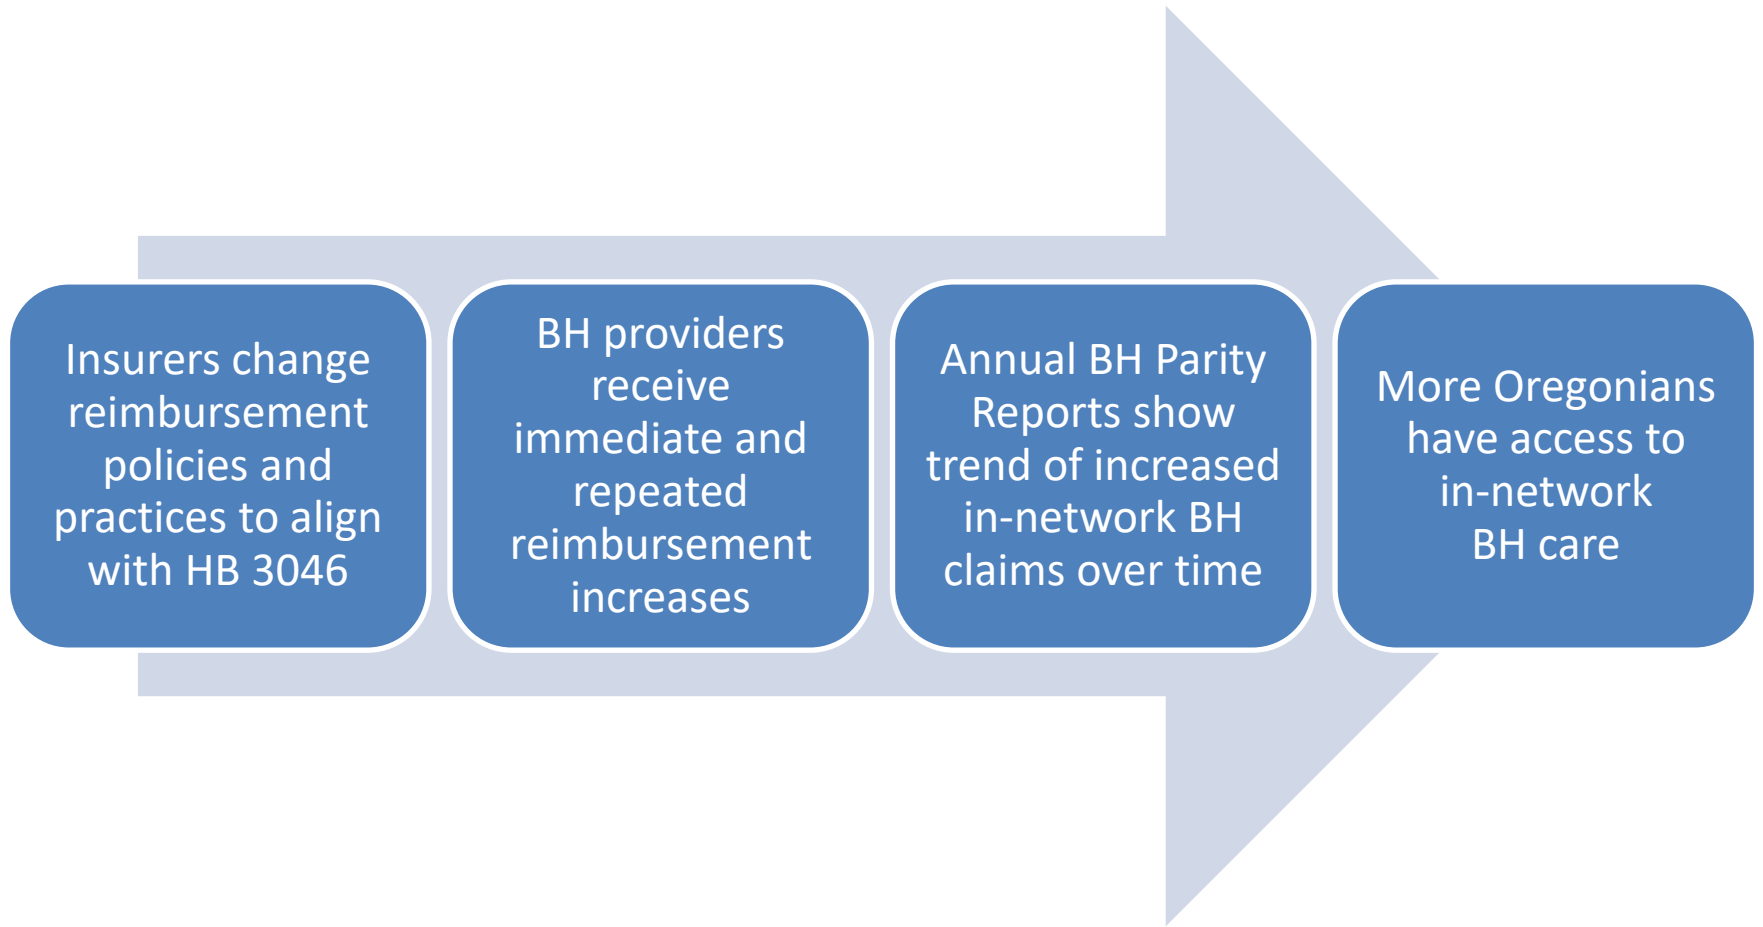 Insurers change
reimbursement
policies and
practices to align
with HB 3046
BH providers
receive
immediate and
repeated
reimbursement
increases
Annual BH Parity
Reports show
trend of increased
in-network BH
claims over time
More Oregonians
have access to
in-network
BH care